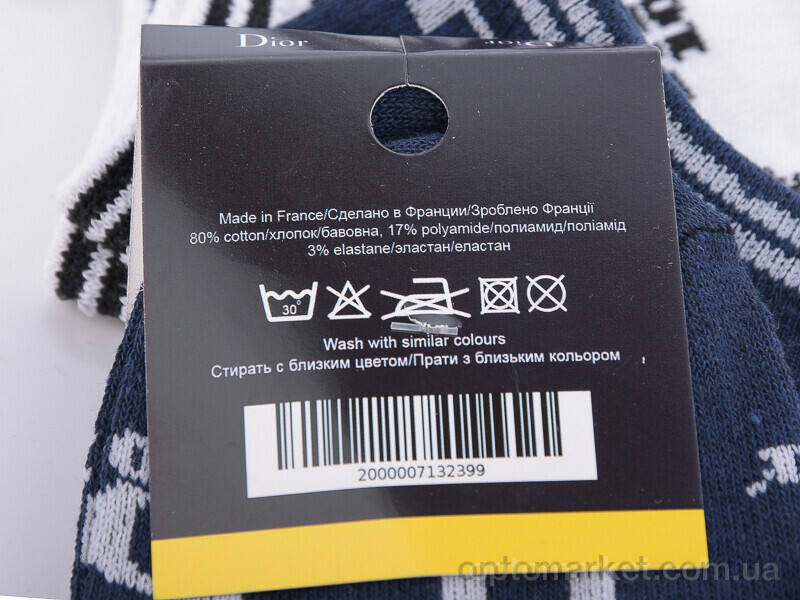 Dior
Dior
Made in France/Сделано в Франции/Зроблено Франції
80% cotton/хлопок/бавовна, 17% polyamide/полиамид/поліамід
3% elastane/эластан/еластан
30°
Wash with similar colours
Стирать с близким цветом/Прати з близьким кольором
2000007132399
optomarket.com.ua